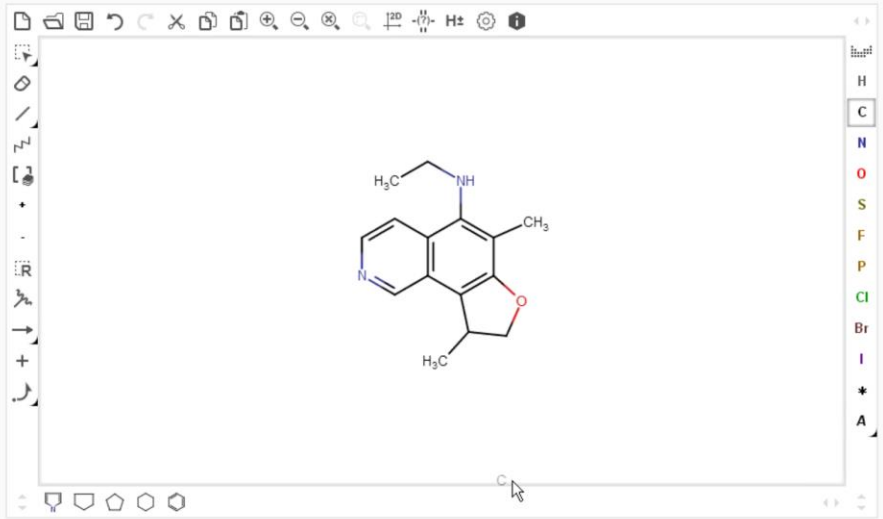 2D
(?)
H±
H
C
N
O
S
F
P
Cl
Br
I
*
A
[
+
-
R
+
H₃C
NH
CH₃
N
O
H₃C
C
N